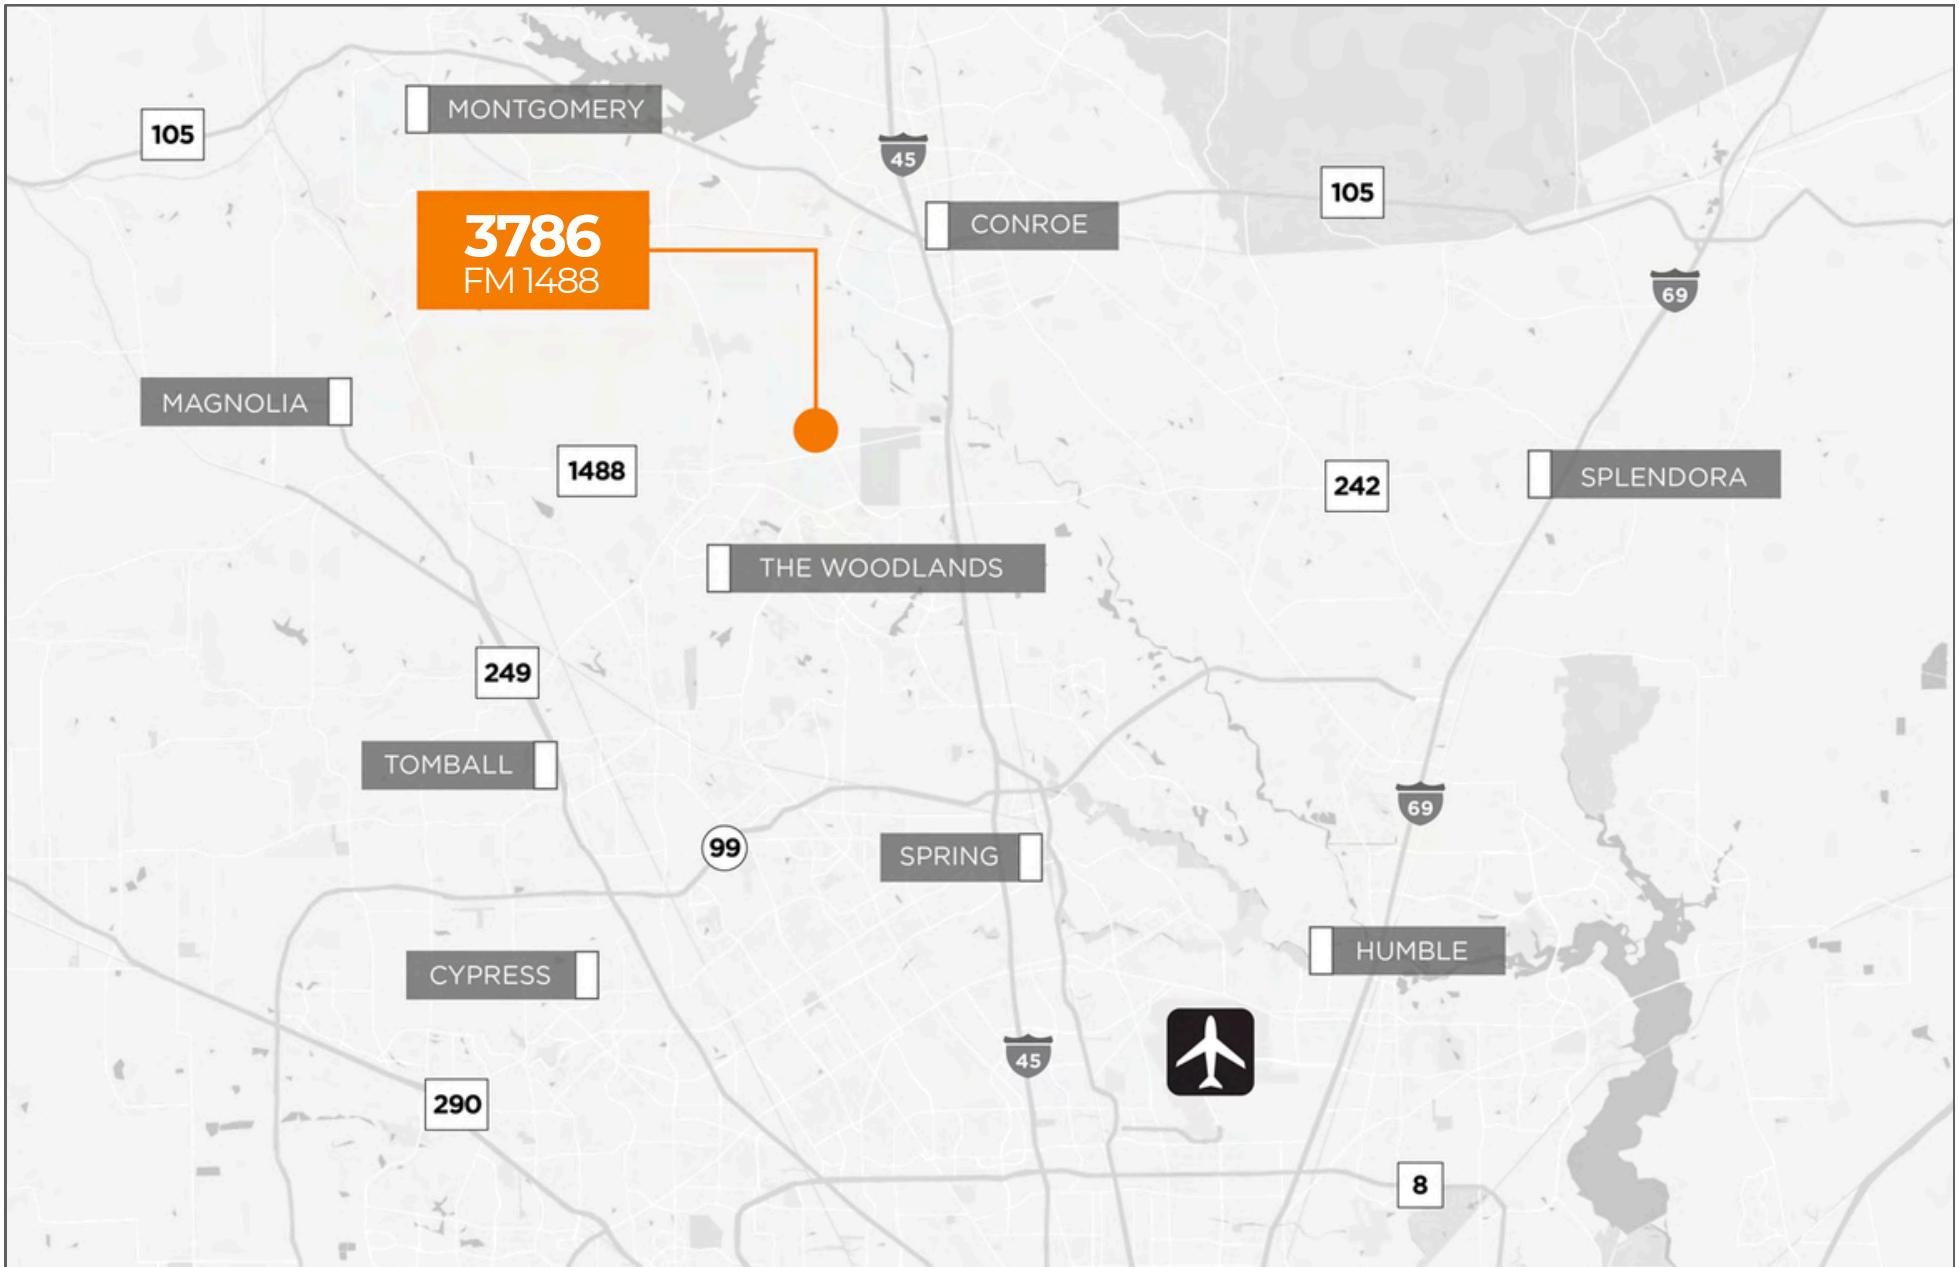 MONTGOMERY
105
45
105
3786
FM 1488
CONROE
69
MAGNOLIA
1488
242
SPLENDORA
THE WOODLANDS
249
TOMBALL
69
99
SPRING
HUMBLE
CYPRESS
45
290
8